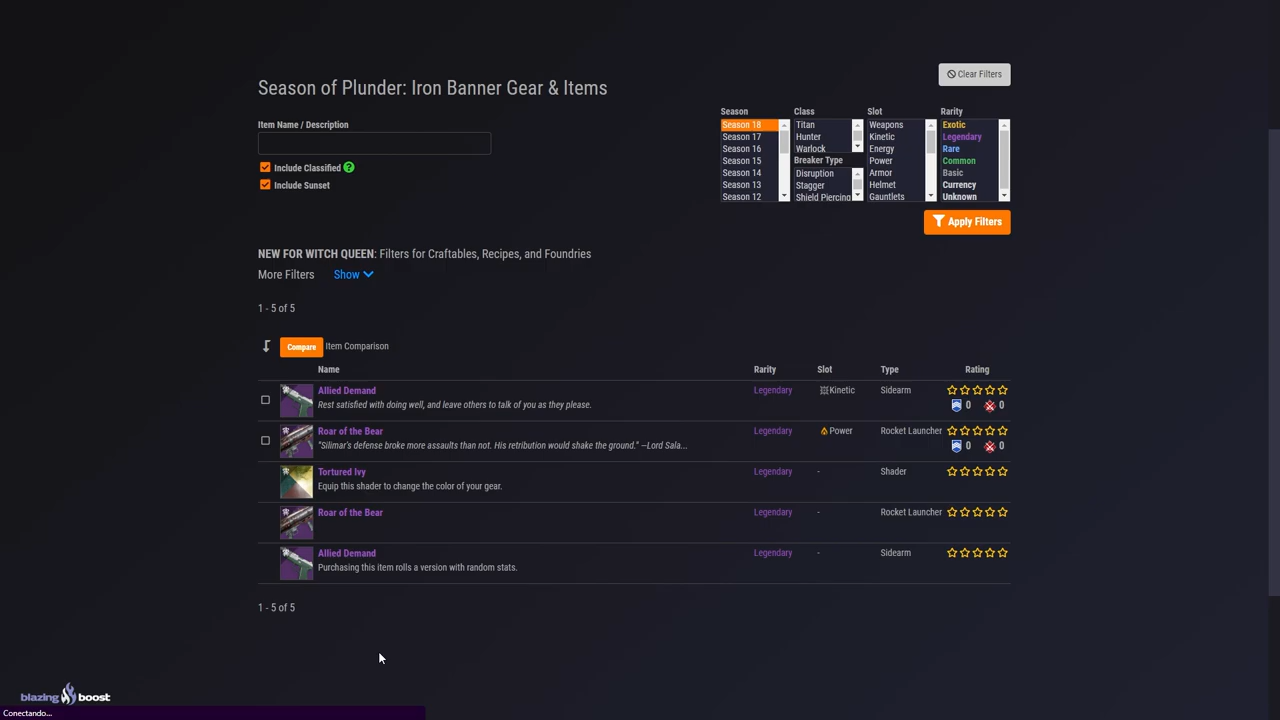 Clear Filters
Season of Plunder: Iron Banner Gear & Items
Season Class Slot Rarity
Item Name / Description
Season 18 Titan Weapons Exotic
Season 17 Hunter Kinetic Legendary
Season 16 Warlock Energy Rare
Season 15 Breaker Type Power Common
Include Classified ?
Season 14 Disruption Armor Basic
Include Sunset
Season 13 Stagger Helmet Currency
Season 12 Shield Piercing Gauntlets Unknown
Apply Filters
NEW FOR WITCH QUEEN: Filters for Craftables, Recipes, and Foundries
More Filters Show
1 - 5 of 5
Compare Item Comparison
Name Rarity Slot Type Rating
Allied Demand Legendary Kinetic Sidearm
Rest satisfied with doing well, and leave others to talk of you as they please. 0 0
Roar of the Bear Legendary Power Rocket Launcher
"Silimar's defense broke more assaults than not. His retribution would shake the ground." —Lord Sala... 0 0
Tortured Ivy Legendary - Shader
Equip this shader to change the color of your gear.
Roar of the Bear Legendary - Rocket Launcher
Allied Demand Legendary - Sidearm
Purchasing this item rolls a version with random stats.
1 - 5 of 5
blazing boost
Conectando...